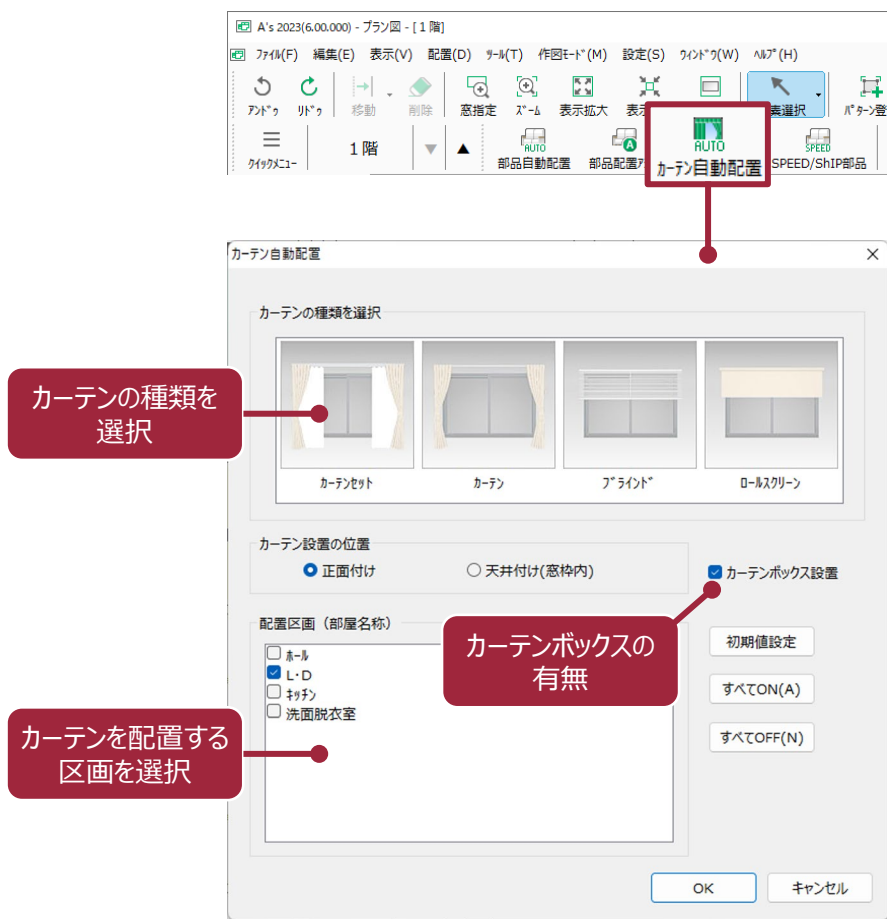 A's 2023(6.00.000) - プラン図 - [1 階]
ﾌｧｲﾙ(F) 編集(E) 表示(V) 配置(D) ﾂｰﾙ(T) 作図ﾓｰﾄﾞ(M) 設定(S) ｳｨﾝﾄﾞｳ(W) ﾍﾙﾌﾟ(H)
ｱﾝﾄﾞｩ ﾘﾄﾞｩ 移動 削除 窓指定 ｽﾞｰﾑ 表示拡大
ｸｲｯｸﾒﾆｭｰ 1階 ▼ ▲ AUTO 部品自動配置 AUTO ｶｰﾃﾝ自動配置 SPEED SPEED/ShIP部品
カーテン自動配置
カーテンの種類を選択
カーテンの種類を
選択
ｶｰﾃﾝｾｯﾄ ｶｰﾃﾝ ﾌﾞﾗｲﾝﾄﾞ ﾛｰﾙｽｸﾘｰﾝ
カーテン設置の位置
正面付け 天井付け(窓枠内) カーテンボックス設置
配置区画（部屋名称）
カーテンボックスの
有無
ﾎｰﾙ
L・D
ｷｯﾁﾝ
洗面脱衣室
初期値設定
すべてON(A)
すべてOFF(N)
カーテンを配置する
区画を選択
OK キャンセル